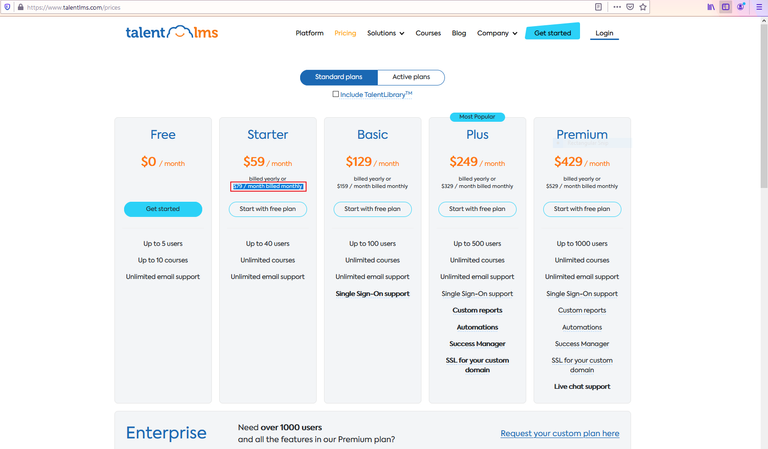 https://www.talentlms.com/prices
talentlms
Platform
Pricing
Solutions
Courses
Blog
Company
Get started
Login
Standard plans
Active plans
Include TalentLibrary™
Most Popular
Free
$0 / month
Get started
Up to 5 users
Up to 10 courses
Unlimited email support
Starter
$59 / month
billed yearly or
$79 / month billed monthly
Start with free plan
Up to 40 users
Unlimited courses
Unlimited email support
Basic
$129 / month
billed yearly or
$159 / month billed monthly
Start with free plan
Up to 100 users
Unlimited courses
Unlimited email support
Single Sign-On support
Plus
$249 / month
billed yearly or
$329 / month billed monthly
Start with free plan
Up to 500 users
Unlimited courses
Unlimited email support
Single Sign-On support
Custom reports
Automations
Success Manager
SSL for your custom
domain
Premium
$429 / month
billed yearly or
$529 / month billed monthly
Start with free plan
Up to 1000 users
Unlimited courses
Unlimited email support
Single Sign-On support
Custom reports
Automations
Success Manager
SSL for your custom
domain
Live chat support
Enterprise
Need over 1000 users
and all the features in our Premium plan?
Request your custom plan here